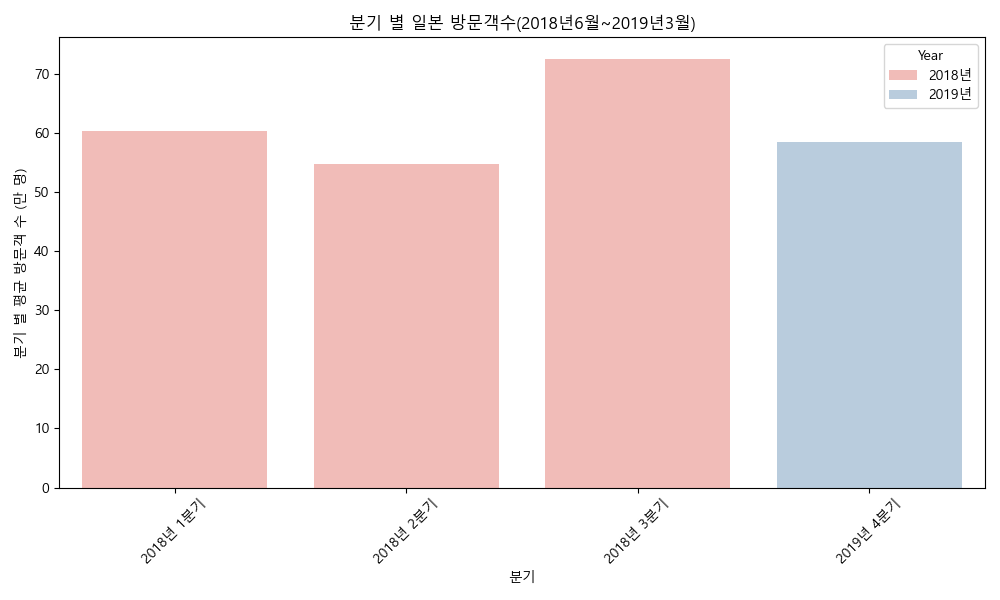 분기 별 일본 방문객수(2018년6월~2019년3월)
Year
2018년
2019년
분기 별 평균 방문객 수 (만 명)
70
60
50
40
30
20
10
0
2018년 1분기
2018년 2분기
2018년 3분기
2019년 4분기
분기